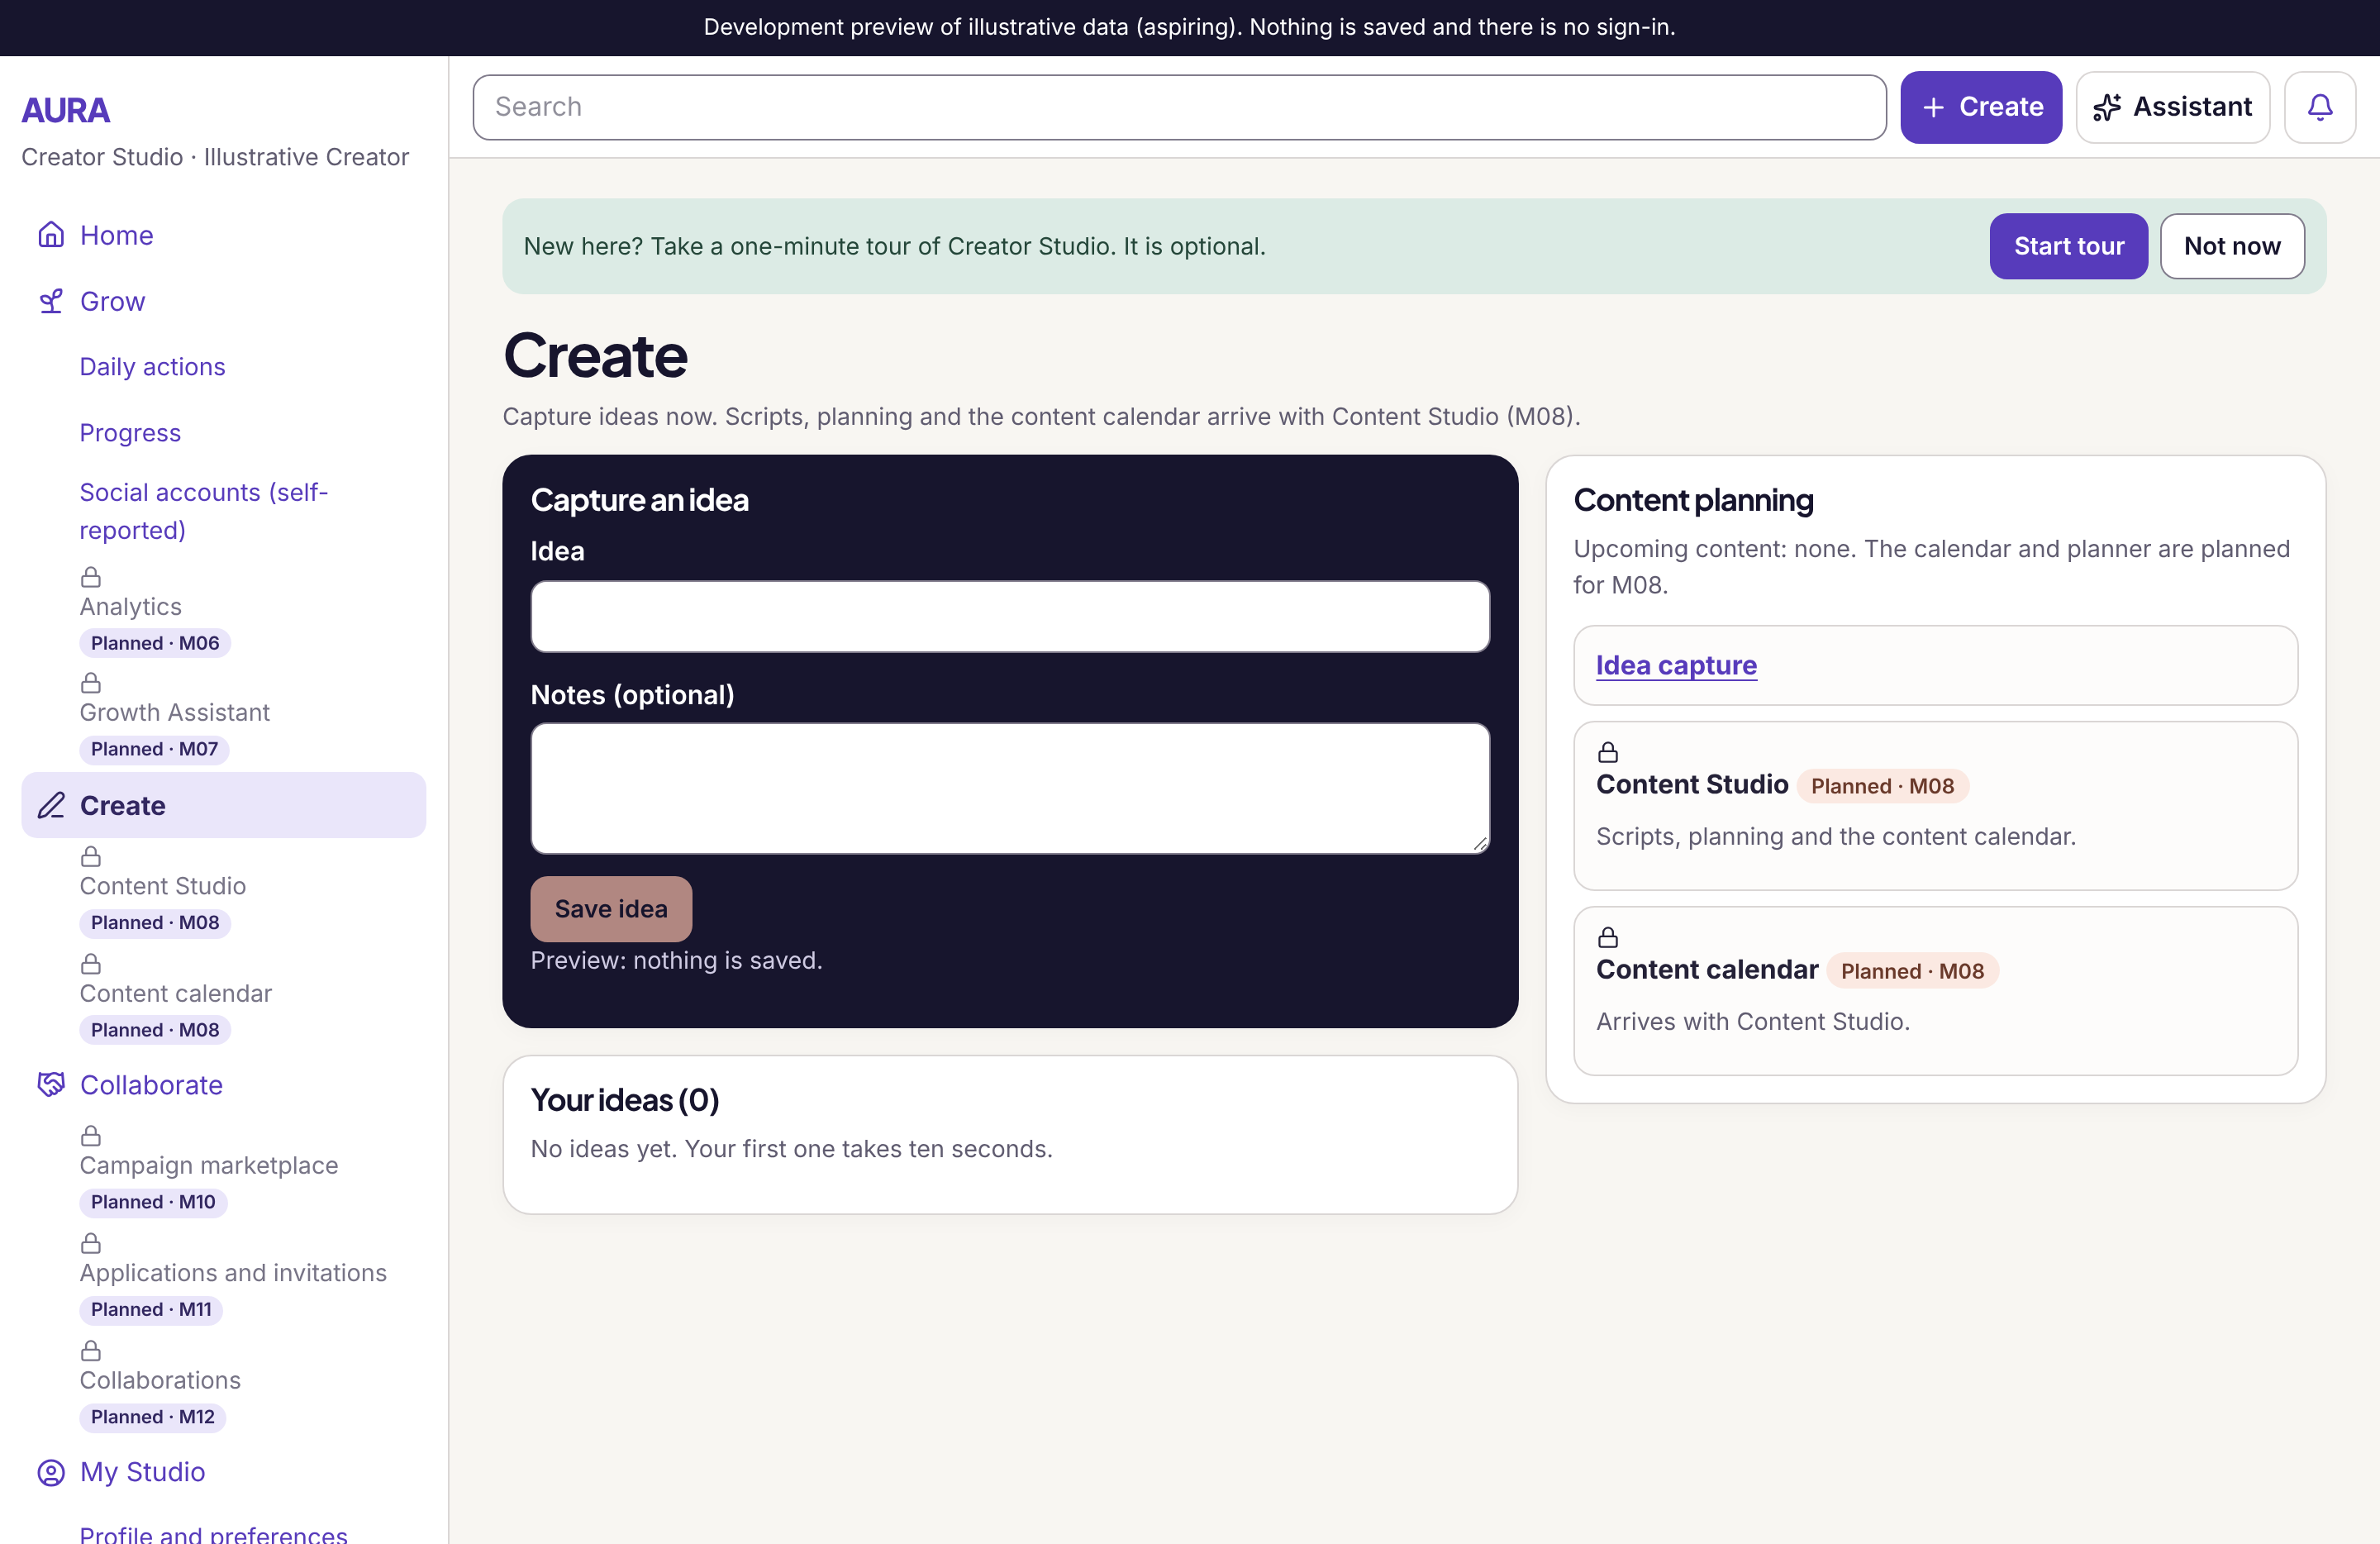 Development preview of illustrative data (aspiring). Nothing is saved and there is no sign-in.
AURA
Creator Studio · Illustrative Creator
Home
Grow
Daily actions
Progress
Social accounts (self-
reported)
Analytics
Planned · M06
Growth Assistant
Planned · M07
Create
Content Studio
Planned · M08
Content calendar
Planned · M08
Collaborate
Campaign marketplace
Planned · M10
Applications and invitations
Planned · M11
Collaborations
Planned · M12
My Studio
Profile and preferences
Search
Create
Assistant
New here? Take a one-minute tour of Creator Studio. It is optional.
Start tour
Not now
Create
Capture ideas now. Scripts, planning and the content calendar arrive with Content Studio (M08).
Capture an idea
Idea
Notes (optional)
Save idea
Preview: nothing is saved.
Your ideas (0)
No ideas yet. Your first one takes ten seconds.
Content planning
Upcoming content: none. The calendar and planner are planned
for M08.
Idea capture
Content Studio Planned · M08
Scripts, planning and the content calendar.
Content calendar Planned · M08
Arrives with Content Studio.